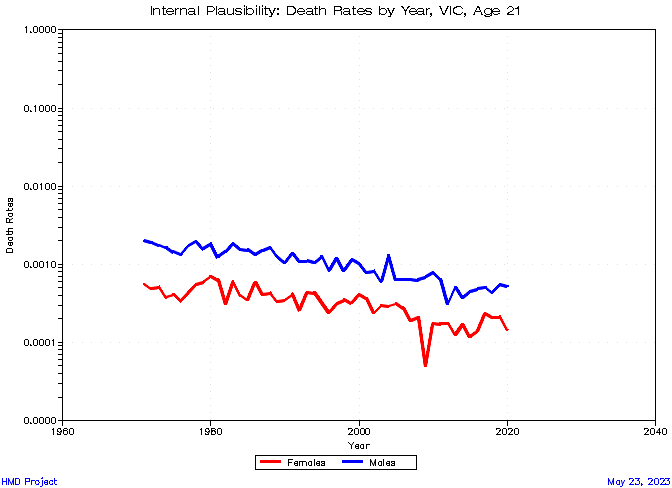 Internal Plausibility: Death Rates by Year, VIC, Age 21
1.0000
0.1000
0.0100
0.0010
0.0001
0.0000
Death Rates
1960
1980
2000
2020
2040
Year
Females
Males
HMD Project
May 23, 2023